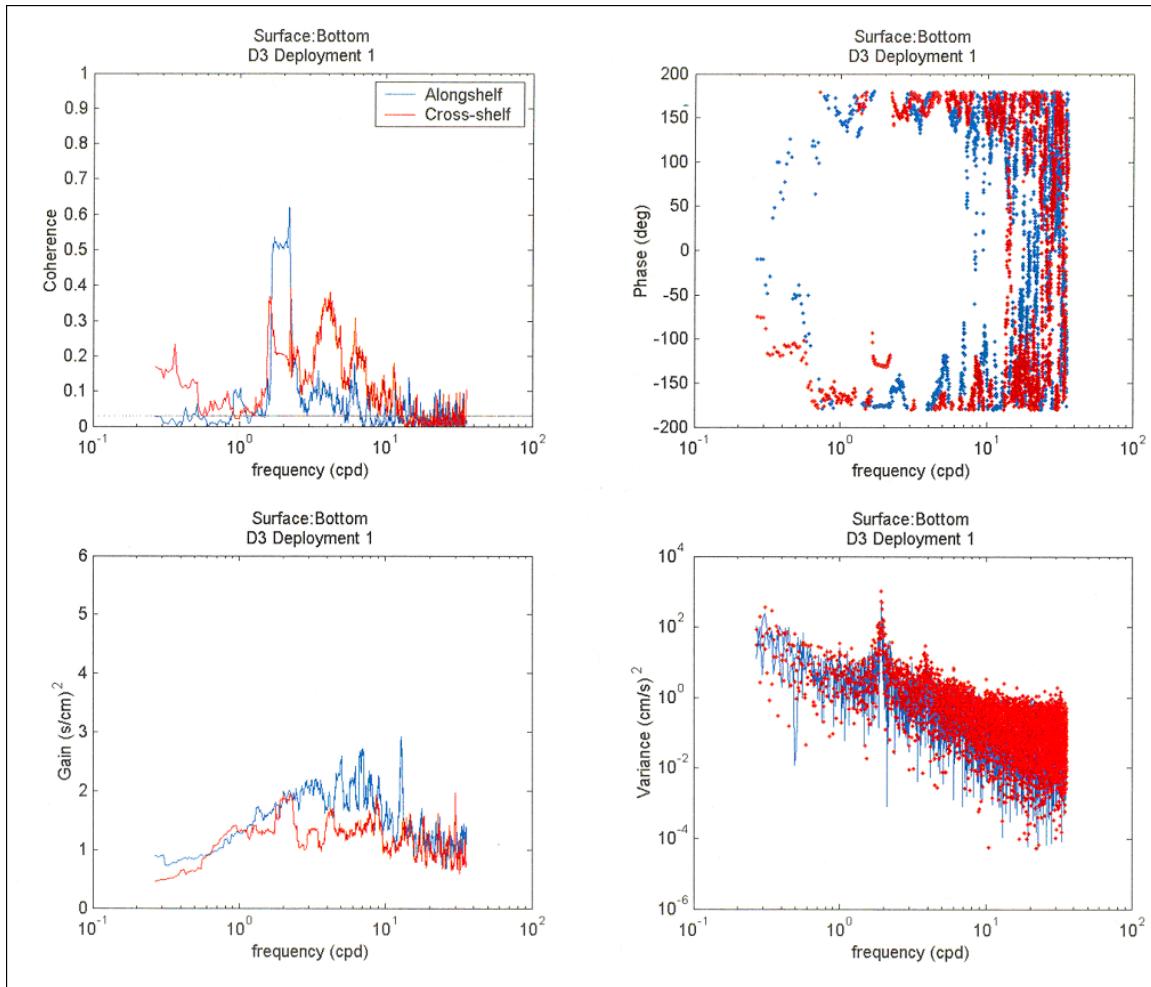 Surface:Bottom
D3 Deployment 1
1
0.9
0.8
0.7
0.6
0.5
0.4
0.3
0.2
0.1
0
Coherence
Alongshelf
Cross-shelf
10^-1
10^0
10^1
10^2
frequency (cpd)
Surface:Bottom
D3 Deployment 1
200
150
100
50
0
-50
-100
-150
-200
Phase (deg)
10^-1
10^0
10^1
10^2
frequency (cpd)
Surface:Bottom
D3 Deployment 1
6
5
4
3
2
1
0
Gain (s/cm)^2
10^-1
10^0
10^1
10^2
frequency (cpd)
Surface:Bottom
D3 Deployment 1
10^4
10^2
10^0
10^-2
10^-4
10^-6
Variance (cm/s)^2
10^-1
10^0
10^1
10^2
frequency (cpd)